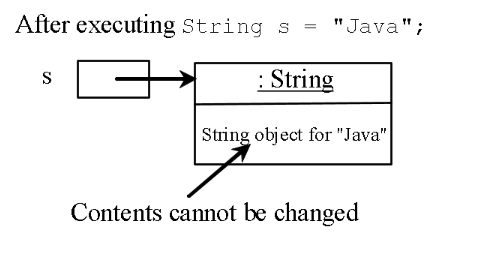 After executing String s = "Java";
s
: String
String object for "Java"
Contents cannot be changed